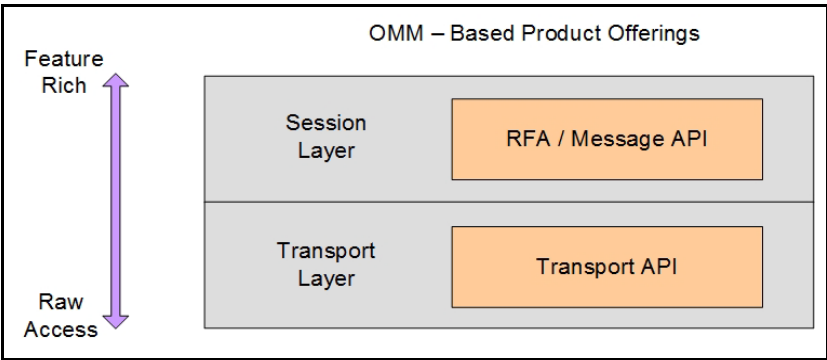 OMM – Based Product Offerings
Feature
Rich
Session
Layer
RFA / Message API
Transport
Layer
Transport API
Raw
Access